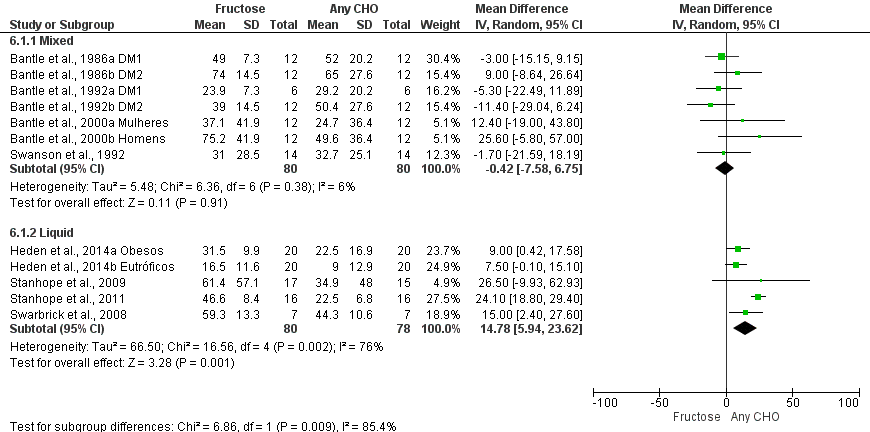 Fructose Any CHO Mean Difference Mean Difference
Study or Subgroup Mean SD Total Mean SD Total Weight IV, Random, 95% CI IV, Random, 95% CI
6.1.1 Mixed
Bantle et al., 1986a DM1 49 7.3 12 52 20.2 12 30.4% -3.00 [-15.15, 9.15]
Bantle et al., 1986b DM2 74 14.5 12 65 27.6 12 15.4% 9.00 [-8.64, 26.64]
Bantle et al., 1992a DM1 23.9 7.3 6 29.2 20.2 6 16.2% -5.30 [-22.49, 11.89]
Bantle et al., 1992b DM2 39 14.5 12 50.4 27.6 12 15.4% -11.40 [-29.04, 6.24]
Bantle et al., 2000a Mulheres 37.1 41.9 12 24.7 36.4 12 5.1% 12.40 [-19.00, 43.80]
Bantle et al., 2000b Homens 75.2 41.9 12 49.6 36.4 12 5.1% 25.60 [-5.80, 57.00]
Swanson et al., 1992 31 28.5 14 32.7 25.1 14 12.3% -1.70 [-21.59, 18.19]
Subtotal (95% CI) 80 80 100.0% -0.42 [-7.58, 6.75]
Heterogeneity: Tau² = 5.48; Chi² = 6.36, df = 6 (P = 0.38); I² = 6%
Test for overall effect: Z = 0.11 (P = 0.91)
6.1.2 Liquid
Heden et al., 2014a Obesos 31.5 9.9 20 22.5 16.9 20 23.7% 9.00 [0.42, 17.58]
Heden et al., 2014b Eutróficos 16.5 11.6 20 9 12.9 20 24.9% 7.50 [-0.10, 15.10]
Stanhope et al., 2009 61.4 57.1 17 34.9 48 15 4.9% 26.50 [-9.93, 62.93]
Stanhope et al., 2011 46.6 8.4 16 22.5 6.8 16 27.5% 24.10 [18.80, 29.40]
Swarbrick et al., 2008 59.3 13.3 7 44.3 10.6 7 18.9% 15.00 [2.40, 27.60]
Subtotal (95% CI) 80 78 100.0% 14.78 [5.94, 23.62]
Heterogeneity: Tau² = 66.50; Chi² = 16.56, df = 4 (P = 0.002); I² = 76%
Test for overall effect: Z = 3.28 (P = 0.001)
-100 -50 0 50 100
Fructose Any CHO
Test for subgroup differences: Chi² = 6.86, df = 1 (P = 0.009), I² = 85.4%